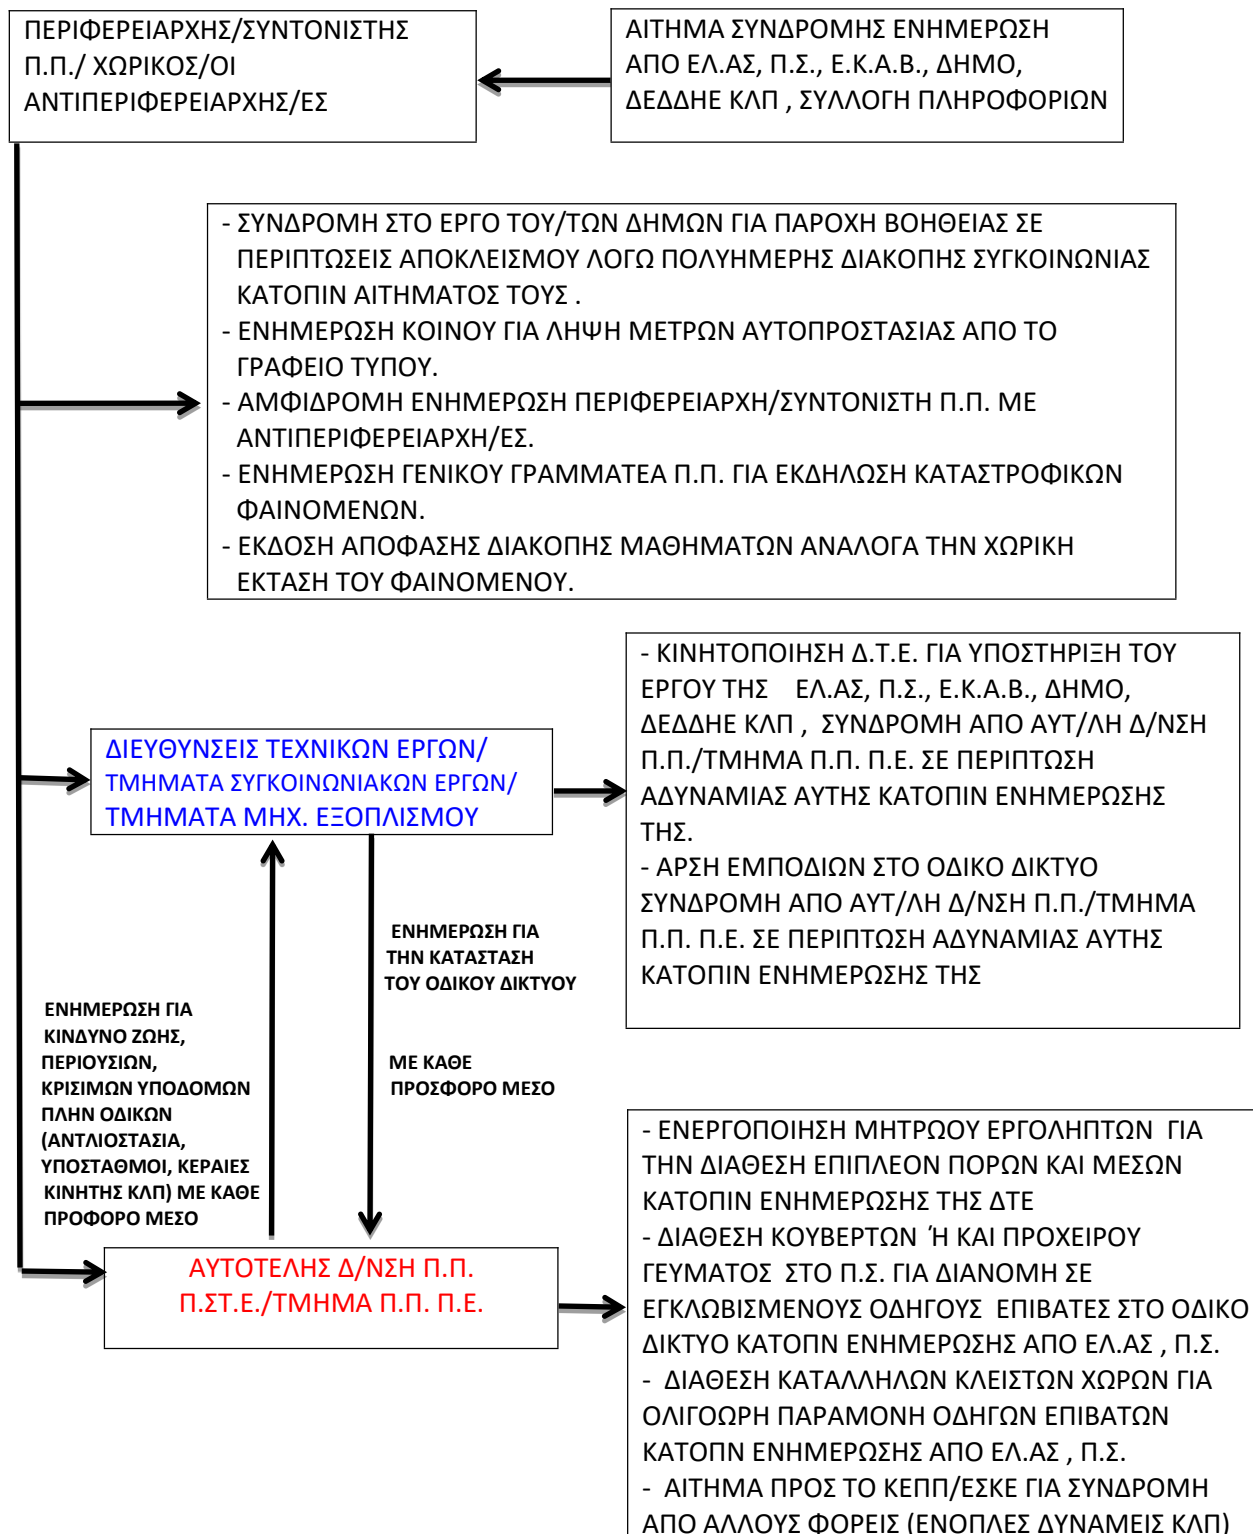 ΠΕΡΙΦΕΡΕΙΑΡΧΗΣ/ΣΥΝΤΟΝΙΣΤΗΣ
Π.Π./ ΧΩΡΙΚΟΣ/ΟΙ
ΑΝΤΙΠΕΡΙΦΕΡΕΙΑΡΧΗΣ/ΕΣ
ΑΙΤΗΜΑ ΣΥΝΔΡΟΜΗΣ ΕΝΗΜΕΡΩΣΗ
ΑΠΟ ΕΛ.ΑΣ, Π.Σ., Ε.Κ.Α.Β., ΔΗΜΟ,
ΔΕΔΔΗΕ ΚΛΠ , ΣΥΛΛΟΓΗ ΠΛΗΡΟΦΟΡΙΩΝ
- ΣΥΝΔΡΟΜΗ ΣΤΟ ΕΡΓΟ ΤΟΥ/ΤΩΝ ΔΗΜΩΝ ΓΙΑ ΠΑΡΟΧΗ ΒΟΗΘΕΙΑΣ ΣΕ
ΠΕΡΙΠΤΩΣΕΙΣ ΑΠΟΚΛΕΙΣΜΟΥ ΛΟΓΩ ΠΟΛΥΗΜΕΡΗΣ ΔΙΑΚΟΠΗΣ ΣΥΓΚΟΙΝΩΝΙΑΣ
ΚΑΤΟΠΙΝ ΑΙΤΗΜΑΤΟΣ ΤΟΥΣ .
- ΕΝΗΜΕΡΩΣΗ ΚΟΙΝΟΥ ΓΙΑ ΛΗΨΗ ΜΕΤΡΩΝ ΑΥΤΟΠΡΟΣΤΑΣΙΑΣ ΑΠΟ ΤΟ
ΓΡΑΦΕΙΟ ΤΥΠΟΥ.
- ΑΜΦΙΔΡΟΜΗ ΕΝΗΜΕΡΩΣΗ ΠΕΡΙΦΕΡΕΙΑΡΧΗ/ΣΥΝΤΟΝΙΣΤΗ Π.Π. ΜΕ
ΑΝΤΙΠΕΡΙΦΕΡΕΙΑΡΧΗ/ΕΣ.
- ΕΝΗΜΕΡΩΣΗ ΓΕΝΙΚΟΥ ΓΡΑΜΜΑΤΕΑ Π.Π. ΓΙΑ ΕΚΔΗΛΩΣΗ ΚΑΤΑΣΤΡΟΦΙΚΩΝ
ΦΑΙΝΟΜΕΝΩΝ.
- ΕΚΔΟΣΗ ΑΠΟΦΑΣΗΣ ΔΙΑΚΟΠΗΣ ΜΑΘΗΜΑΤΩΝ ΑΝΑΛΟΓΑ ΤΗΝ ΧΩΡΙΚΗ
ΕΚΤΑΣΗ ΤΟΥ ΦΑΙΝΟΜΕΝΟΥ.
ΔΙΕΥΘΥΝΣΕΙΣ ΤΕΧΝΙΚΩΝ ΕΡΓΩΝ/
ΤΜΗΜΑΤΑ ΣΥΓΚΟΙΝΩΝΙΑΚΩΝ ΕΡΓΩΝ/
ΤΜΗΜΑΤΑ ΜΗΧ. ΕΞΟΠΛΙΣΜΟΥ
- ΚΙΝΗΤΟΠΟΙΗΣΗ Δ.Τ.Ε. ΓΙΑ ΥΠΟΣΤΗΡΙΞΗ ΤΟΥ
ΕΡΓΟΥ ΤΗΣ ΕΛ.ΑΣ, Π.Σ., Ε.Κ.Α.Β., ΔΗΜΟ,
ΔΕΔΔΗΕ ΚΛΠ , ΣΥΝΔΡΟΜΗ ΑΠΟ ΑΥΤ/ΛΗ Δ/ΝΣΗ
Π.Π./ΤΜΗΜΑ Π.Π. Π.Ε. ΣΕ ΠΕΡΙΠΤΩΣΗ
ΑΔΥΝΑΜΙΑΣ ΑΥΤΗΣ ΚΑΤΟΠΙΝ ΕΝΗΜΕΡΩΣΗΣ
ΤΗΣ.
- ΑΡΣΗ ΕΜΠΟΔΙΩΝ ΣΤΟ ΟΔΙΚΟ ΔΙΚΤΥΟ
ΣΥΝΔΡΟΜΗ ΑΠΟ ΑΥΤ/ΛΗ Δ/ΝΣΗ Π.Π./ΤΜΗΜΑ
Π.Π. Π.Ε. ΣΕ ΠΕΡΙΠΤΩΣΗ ΑΔΥΝΑΜΙΑΣ ΑΥΤΗΣ
ΚΑΤΟΠΙΝ ΕΝΗΜΕΡΩΣΗΣ ΤΗΣ
ΕΝΗΜΕΡΩΣΗ ΓΙΑ
ΤΗΝ ΚΑΤΑΣΤΑΣΗ
ΤΟΥ ΟΔΙΚΟΥ ΔΙΚΤΥΟΥ
ΜΕ ΚΑΘΕ
ΠΡΟΣΦΟΡΟ ΜΕΣΟ
ΕΝΗΜΕΡΩΣΗ ΓΙΑ
ΚΙΝΔΥΝΟ ΖΩΗΣ,
ΠΕΡΙΟΥΣΙΩΝ,
ΚΡΙΣΙΜΩΝ ΥΠΟΔΟΜΩΝ
ΠΛΗΝ ΟΔΙΚΩΝ
(ΑΝΤΛΙΟΣΤΑΣΙΑ,
ΥΠΟΣΤΑΘΜΟΙ, ΚΕΡΑΙΕΣ
ΚΙΝΗΤΗΣ ΚΛΠ) ΜΕ ΚΑΘΕ
ΠΡΟΦΟΡΟ ΜΕΣΟ
ΑΥΤΟΤΕΛΗΣ Δ/ΝΣΗ Π.Π.
Π.ΣΤ.Ε./ΤΜΗΜΑ Π.Π. Π.Ε.
- ΕΝΕΡΓΟΠΟΙΗΣΗ ΜΗΤΡΩΟΥ ΕΡΓΟΛΗΠΤΩΝ ΓΙΑ
ΤΗΝ ΔΙΑΘΕΣΗ ΕΠΙΠΛΕΟΝ ΠΟΡΩΝ ΚΑΙ ΜΕΣΩΝ
ΚΑΤΟΠΙΝ ΕΝΗΜΕΡΩΣΗΣ ΤΗΣ ΔΤΕ
- ΔΙΑΘΕΣΗ ΚΟΥΒΕΡΤΩΝ Ή ΚΑΙ ΠΡΟΧΕΙΡΟΥ
ΓΕΥΜΑΤΟΣ ΣΤΟ Π.Σ. ΓΙΑ ΔΙΑΝΟΜΗ ΣΕ
ΕΓΚΛΩΒΙΣΜΕΝΟΥΣ ΟΔΗΓΟΥΣ ΕΠΙΒΑΤΕΣ ΣΤΟ ΟΔΙΚΟ
ΔΙΚΤΥΟ ΚΑΤΟΠΝ ΕΝΗΜΕΡΩΣΗΣ ΑΠΟ ΕΛ.ΑΣ , Π.Σ.
- ΔΙΑΘΕΣΗ ΚΑΤΑΛΛΗΛΩΝ ΚΛΕΙΣΤΩΝ ΧΩΡΩΝ ΓΙΑ
ΟΛΙΓΟΩΡΗ ΠΑΡΑΜΟΝΗ ΟΔΗΓΩΝ ΕΠΙΒΑΤΩΝ
ΚΑΤΟΠΝ ΕΝΗΜΕΡΩΣΗΣ ΑΠΟ ΕΛ.ΑΣ , Π.Σ.
- ΑΙΤΗΜΑ ΠΡΟΣ ΤΟ ΚΕΠΠ/ΕΣΚΕ ΓΙΑ ΣΥΝΔΡΟΜΗ
ΑΠΟ ΑΛΛΟΥΣ ΦΟΡΕΙΣ (ΕΝΟΠΛΕΣ ΔΥΝΑΜΕΙΣ ΚΛΠ)